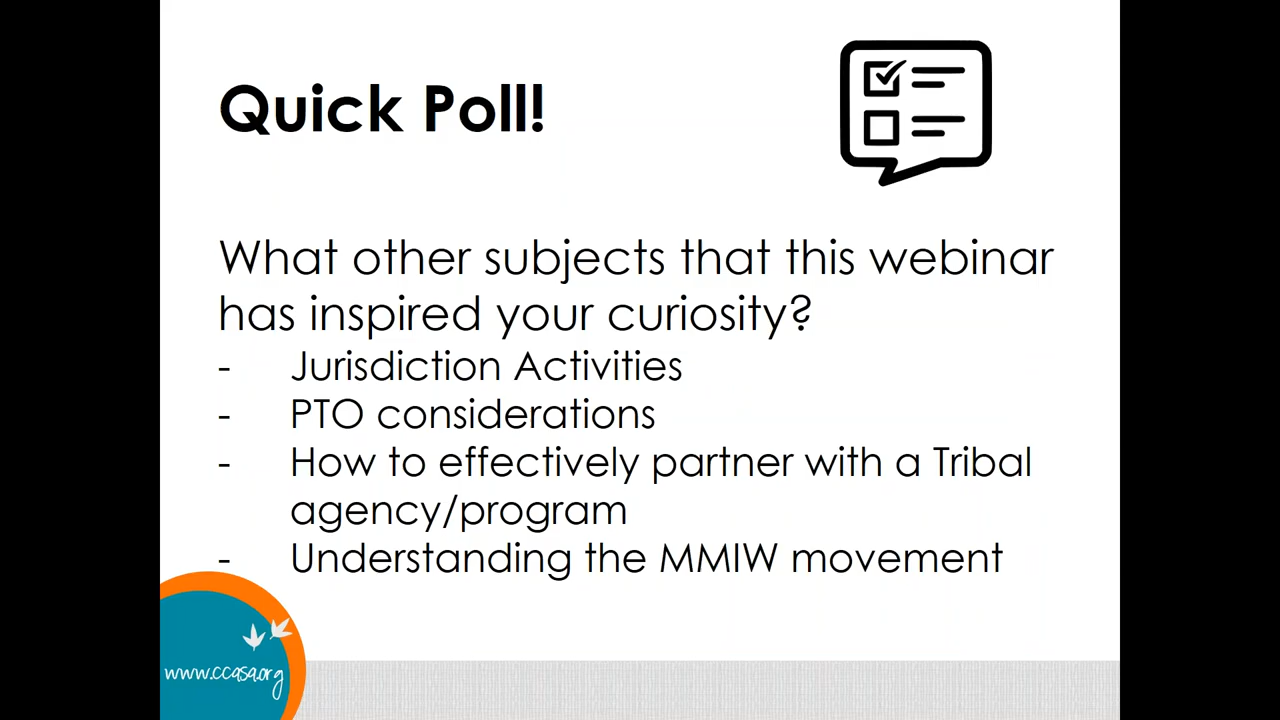 Quick Poll!
What other subjects that this webinar
has inspired your curiosity?
- Jurisdiction Activities
- PTO considerations
- How to effectively partner with a Tribal
agency/program
- Understanding the MMIW movement
www.ccasa.org